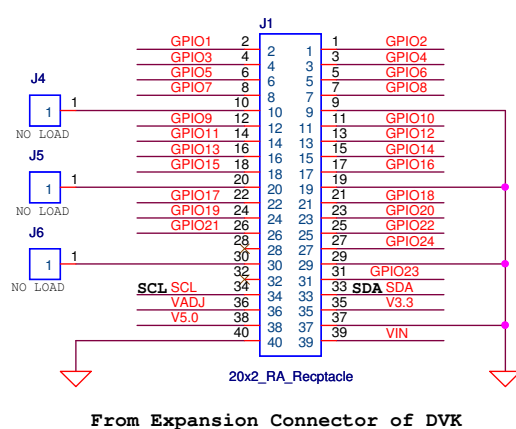 J1
GPIO1 2 2 1 1 GPIO2
GPIO3 4 4 3 3 GPIO4
GPIO5 6 6 5 5 GPIO6
J4 GPIO7 8 8 7 7 GPIO8
1 1 10 10 9 9
NO LOAD GPIO9 12 12 11 11 GPIO10
GPIO11 14 14 13 13 GPIO12
J5 GPIO13 16 16 15 15 GPIO14
GPIO15 18 18 17 17 GPIO16
1 1 20 20 19 19
NO LOAD GPIO17 22 22 21 21 GPIO18
GPIO19 24 24 23 23 GPIO20
J6 GPIO21 26 26 25 25 GPIO22
28 28 27 27 GPIO24
1 1 30 30 29 29
NO LOAD 32 32 31 31 GPIO23
SCL SCL 34 34 33 33 SDA SDA
VADJ 36 36 35 35 V3.3
V5.0 38 38 37 37
40 40 39 39 VIN
20x2_RA_Recptacle
From Expansion Connector of DVK